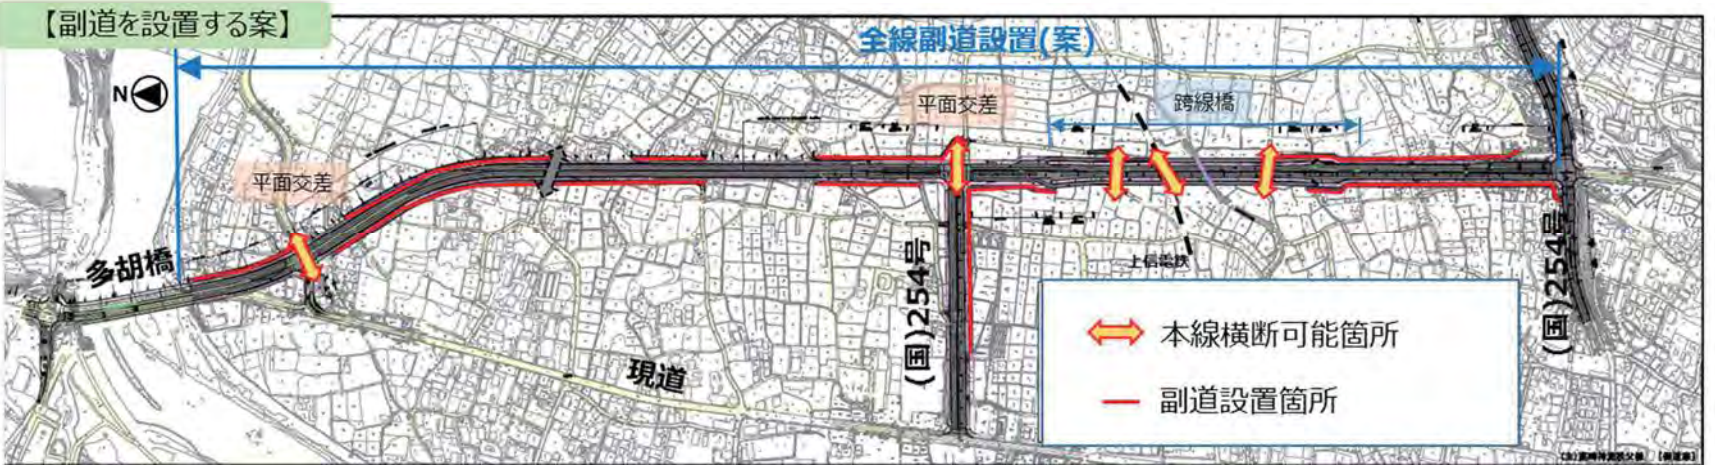 【副道を設置する案】
全線副道設置(案)
N
平面交差
跨線橋
平面交差
多胡橋
(国)254号
上信電鉄
(国)254号
現道
本線横断可能箇所
副道設置箇所